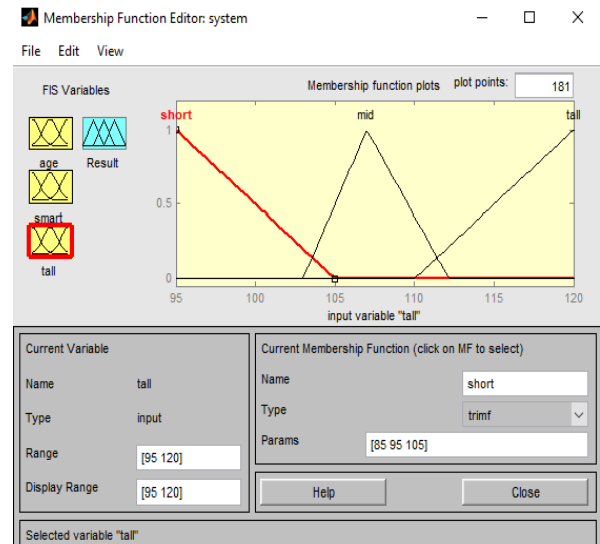 Membership Function Editor: system
File Edit View
FIS Variables
Membership function plots plot points: 181
age Result
smart
tall
short mid tall
1
0.5
0
95 100 105 110 115 120
input variable "tall"
Current Variable
Name tall
Type input
Range [95 120]
Display Range [95 120]
Current Membership Function (click on MF to select)
Name short
Type trimf
Params [85 95 105]
Help Close
Selected variable "tall"